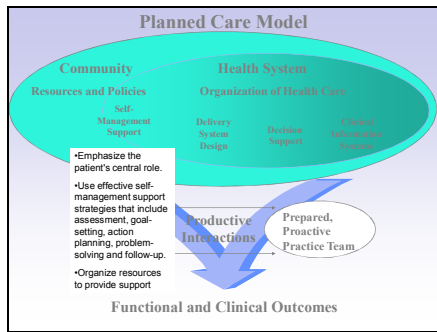 Planned Care Model
Community
Health System
Resources and Policies
Organization of Health Care
Self-
Management
Support
Delivery
System
Design
Decision
Support
Clinical
Information
Systems
•Emphasize the
patient's central role.
•Use effective self-
management support
strategies that include
assessment, goal-
setting, action
planning, problem-
solving and follow-up.
•Organize resources
to provide support
Productive
Interactions
Prepared,
Proactive
Practice Team
Functional and Clinical Outcomes